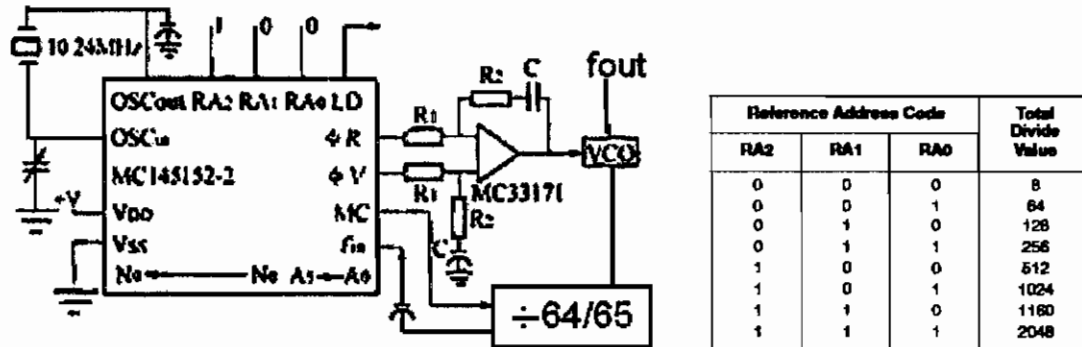 10.24MHz
1 0 0
OSCout RA2 RA1 RA0 LD
OSCin
MC145152-2
+V
VDD
VSS
ΦR
ΦV
MC
fin
A5 A0
R1
R1
R2
C
R2
C
MC33171
fout
VCO
÷64/65
Reference Address Code
Total Divide Value
RA2 RA1 RA0
0 0 0 8
0 0 1 64
0 1 0 128
0 1 1 256
1 0 0 512
1 0 1 1024
1 1 0 1160
1 1 1 2048